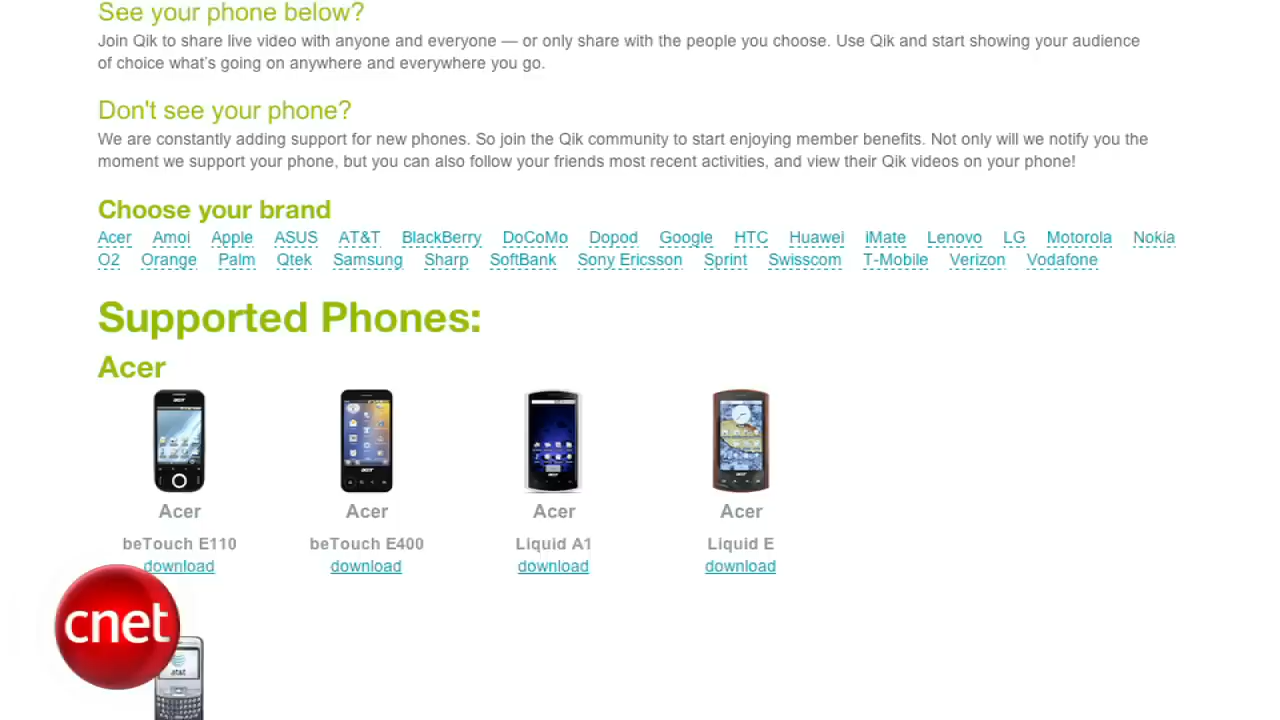 See your phone below?
Join Qik to share live video with anyone and everyone — or only share with the people you choose. Use Qik and start showing your audience
of choice what's going on anywhere and everywhere you go.
Don't see your phone?
We are constantly adding support for new phones. So join the Qik community to start enjoying member benefits. Not only will we notify you the
moment we support your phone, but you can also follow your friends most recent activities, and view their Qik videos on your phone!
Choose your brand
Acer Amoi Apple ASUS AT&T BlackBerry DoCoMo Dopod Google HTC Huawei iMate Lenovo LG Motorola Nokia
O2 Orange Palm Qtek Samsung Sharp SoftBank Sony Ericsson Sprint Swisscom T-Mobile Verizon Vodafone
Supported Phones:
Acer
acer acer acer acer
Acer Acer Acer Acer
beTouch E110 beTouch E400 Liquid A1 Liquid E
download download download download
cnet
at&t